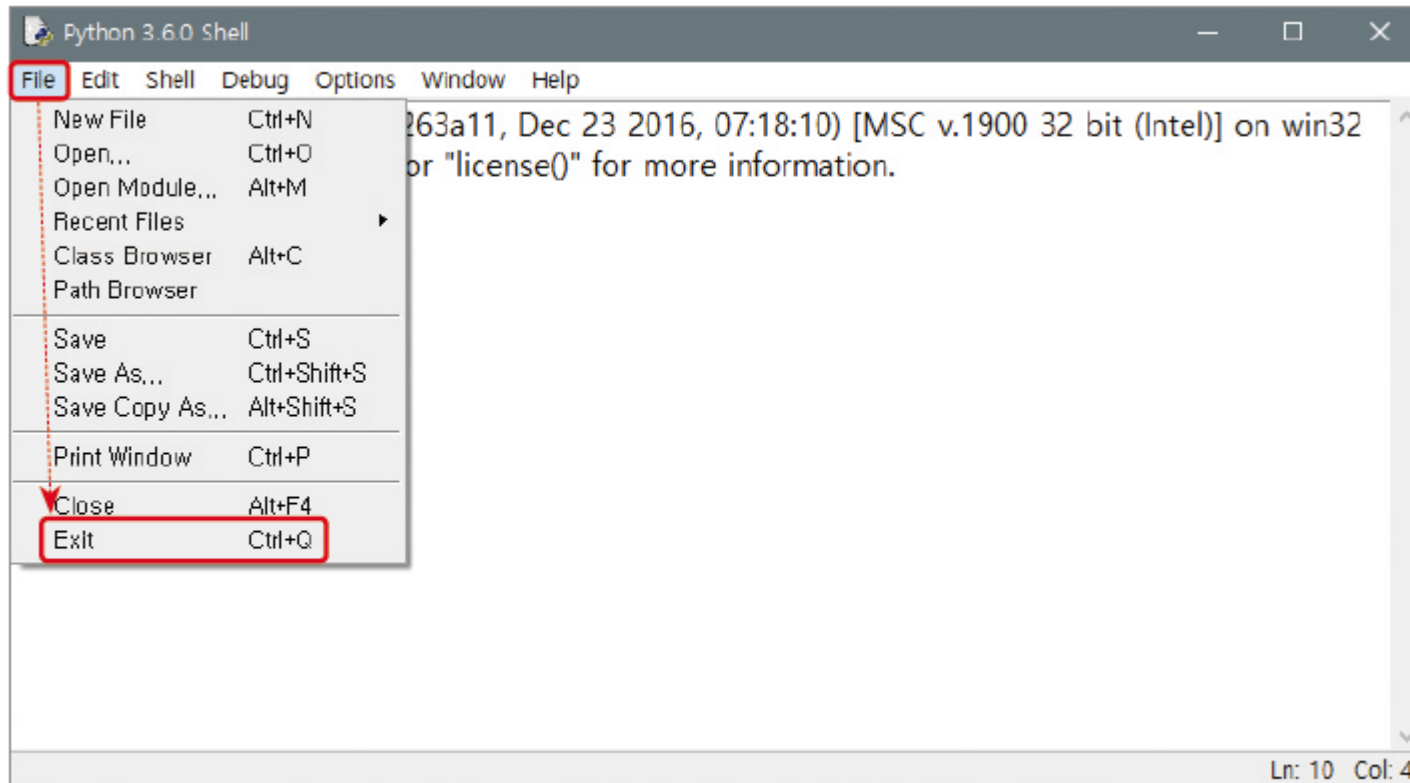 Python 3.6.0 Shell
File Edit Shell Debug Options Window Help
New File Ctrl+N
Open... Ctrl+O
Open Module... Alt+M
Recent Files
Class Browser Alt+C
Path Browser
Save Ctrl+S
Save As... Ctrl+Shift+S
Save Copy As... Alt+Shift+S
Print Window Ctrl+P
Close Alt+F4
Exit Ctrl+Q
263a11, Dec 23 2016, 07:18:10) [MSC v.1900 32 bit (Intel)] on win32
or "license()" for more information.
Ln: 10 Col: 4